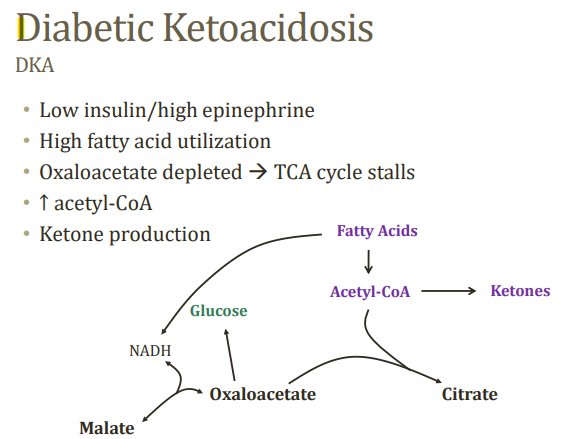 Diabetic Ketoacidosis
DKA
• Low insulin/high epinephrine
• High fatty acid utilization
• Oxaloacetate depleted → TCA cycle stalls
• ↑ acetyl-CoA
• Ketone production
Fatty Acids
Acetyl-CoA
Ketones
Glucose
NADH
Oxaloacetate
Citrate
Malate